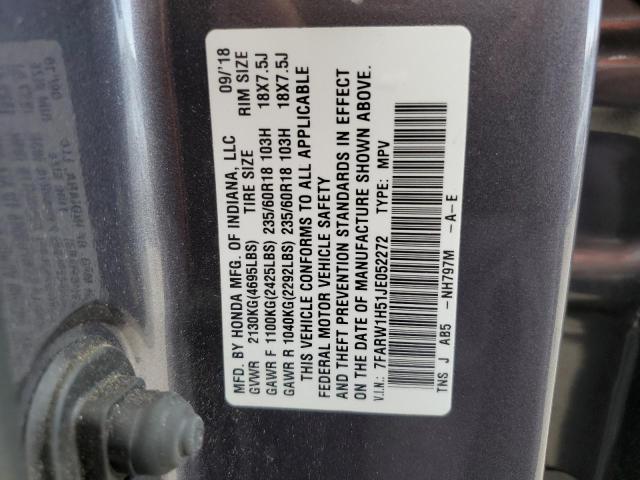 MFD. BY HONDA MFG. OF INDIANA, LLC 09/'18
GVWR 2130KG(4695LBS) TIRE SIZE RIM SIZE
GAWR F 1100KG(2425LBS) 235/60R18 103H 18X7.5J
GAWR R 1040KG(2292LBS) 235/60R18 103H 18X7.5J
THIS VEHICLE CONFORMS TO ALL APPLICABLE
FEDERAL MOTOR VEHICLE SAFETY
AND THEFT PREVENTION STANDARDS IN EFFECT
ON THE DATE OF MANUFACTURE SHOWN ABOVE.
V.I.N.: 7FARW1H51JE052272 TYPE: MPV
TNS J AB5 -NH797M -A-E